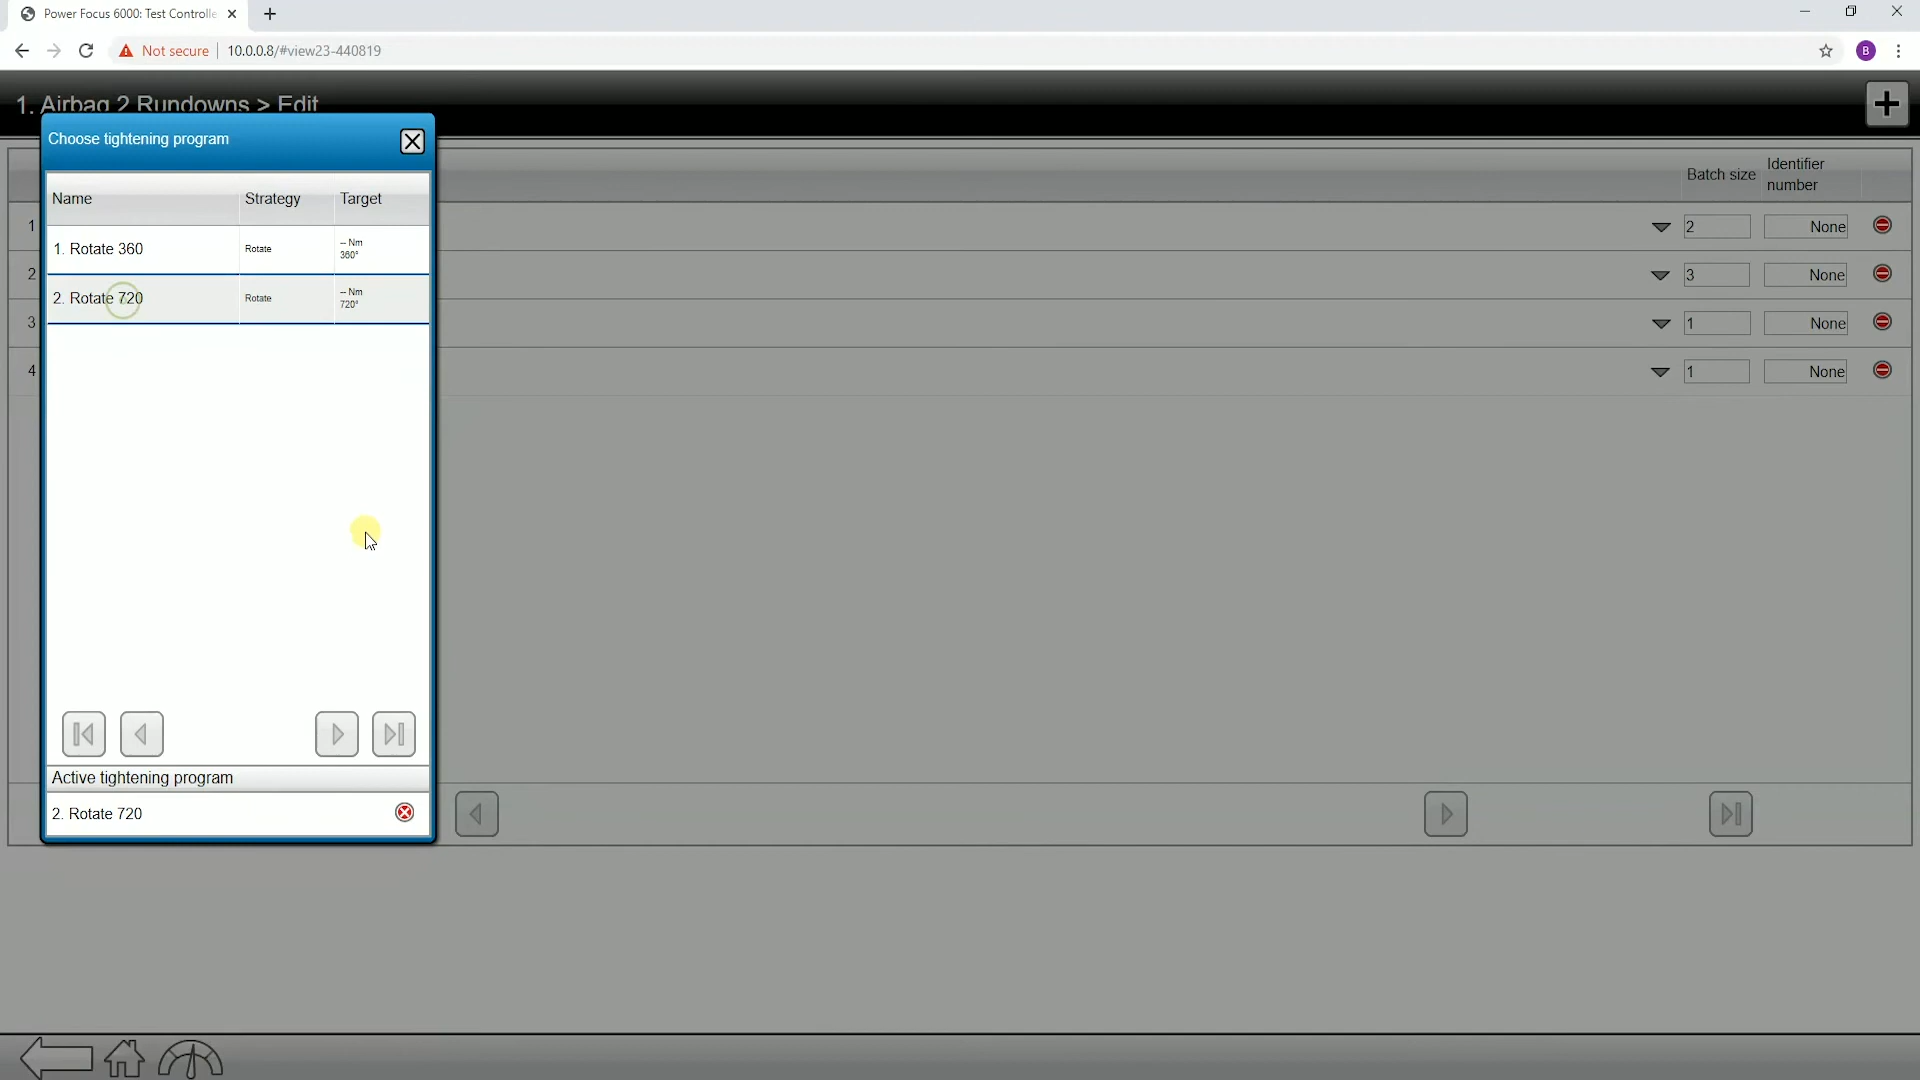 Power Focus 6000: Test Controlle
Not secure
10.0.0.8/#view23-440819
B
1. Airbag 2 Rundowns > Edit
Choose tightening program
Name Strategy Target
1. Rotate 360 Rotate -- Nm
360°
2. Rotate 720 Rotate -- Nm
720°
Batch size Identifier
number
1 2 None
2 3 None
3 1 None
4 1 None
Active tightening program
2. Rotate 720